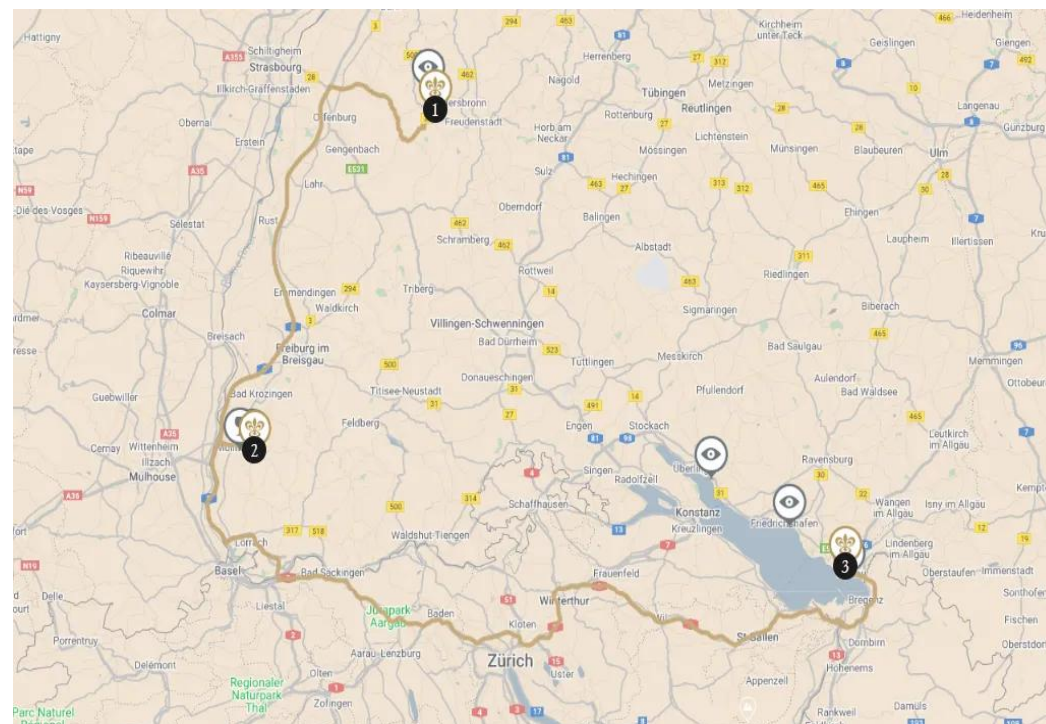 Hattigny
Schiltigheim
Strasbourg
Illkirch-Graffenstaden
Obernai
Erstein
Offenburg
Gengenbach
Lahr
Rust
Sélestat
Ribeauville
Riquewihr
Kaysersberg-Vignoble
Colmar
Breisach
Emmendingen
Waldkirch
Freiburg im
Breisgau
Bad Krozingen
Guebwiller
Cernay
Wittenheim
Illzach
Mulhouse
Lörrach
Basel
Liestal
Bad Säckingen
Delle
Porrentruy
Delémont
Parc Naturel
Regionaler
Naturpark
Thal
Olten
Zofingen
Aarau
Lenzburg
Jurapark
Aargau
Baden
Kloten
Zürich
Uster
Winterthur
Frauenfeld
St Gallen
Appenzell
Rankweil
Damüls
Hohenems
Dornbirn
Bregenz
Oberstaufen
Immenstadt
Sonthofen
Fischen
Lindenberg
im Allgäu
Wangen
im Allgäu
Isny im Allgäu
Leutkirch
im Allgäu
Ravensburg
Friedrichshafen
Konstanz
Kreuzlingen
Radolfzell
Singen
Schaffhausen
Waldshut-Tiengen
Feldberg
Titisee-Neustadt
Donaueschingen
Villingen-Schwenningen
Bad Dürrheim
Tuttlingen
Engen
Stockach
Messkirch
Pfullendorf
Sigmaringen
Bad Saulgau
Aulendorf
Bad Waldsee
Memmingen
Biberach
Riedlingen
Laupheim
Illertissen
Ehingen
Ulm
Blaubeuren
Langenau
Günzburg
Giengen
Heidenheim
Geislingen
Kirchheim
unter Teck
Metzingen
Reutlingen
Tübingen
Rottenburg
Lichtenstein
Münsingen
Mössingen
Hechingen
Balingen
Albstadt
Rottweil
Oberndorf
Schramberg
Triberg
Sulz
Horb am
Neckar
Nagold
Herrenberg
Freudenstadt
1
2
3